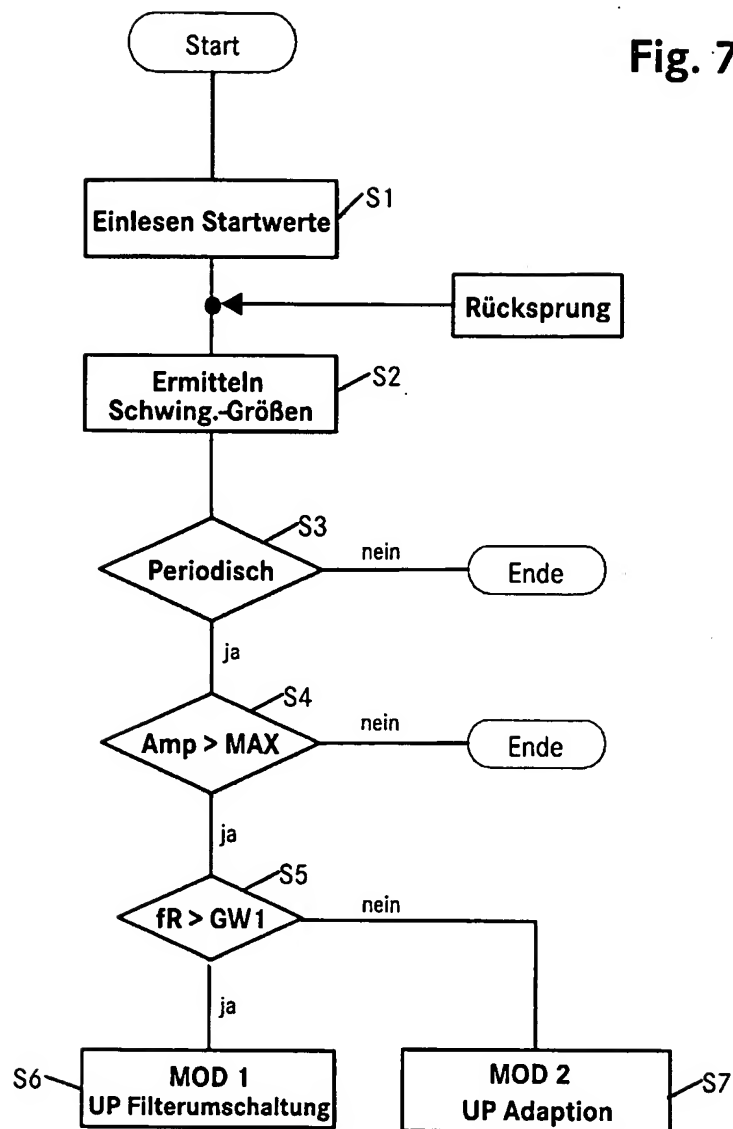 Start
Fig. 7
Einlesen Startwerte
S1
Rücksprung
Ermitteln
Schwing.-Größen
S2
Periodisch
S3
nein
Ende
ja
Amp > MAX
S4
nein
Ende
ja
fR > GW1
S5
nein
ja
S6
MOD 1
UP Filterumschaltung
MOD 2
UP Adaption
S7